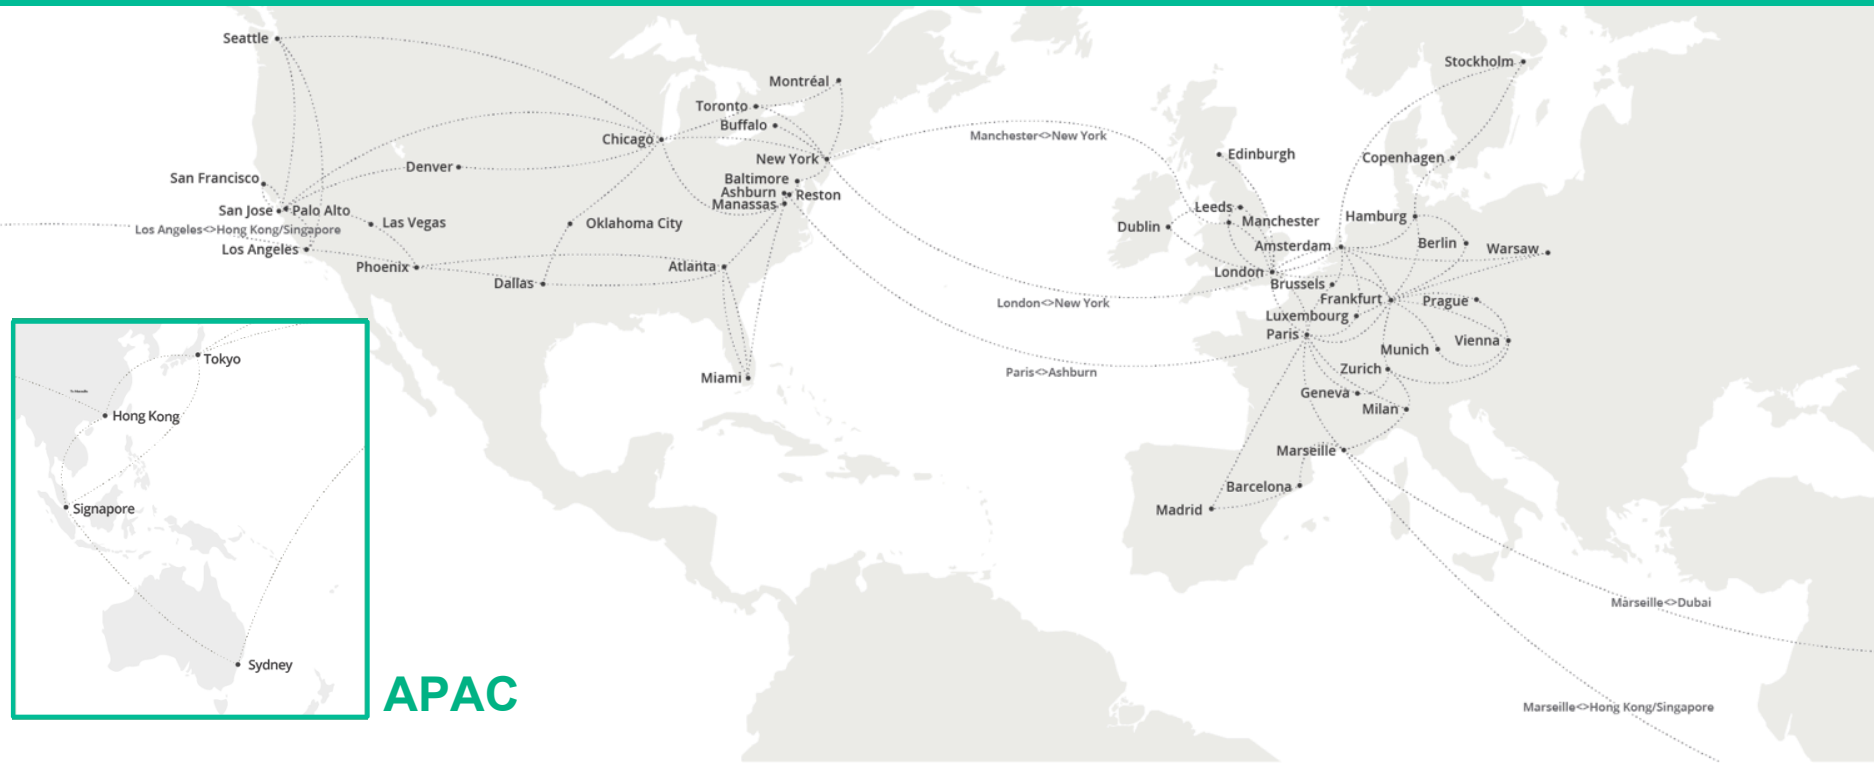 Seattle
Stockholm
Montréal
Toronto
Buffalo
Manchester<>New York
Chicago
New York
Edinburgh
Copenhagen
Denver
San Francisco
Baltimore
Ashburn
Reston
Manassas
San Jose
Palo Alto
Las Vegas
Oklahoma City
Leeds
Manchester
Hamburg
Dublin
Los Angeles<>Hong Kong/Singapore
Los Angeles
Amsterdam
Berlin
Warsaw
Phoenix
Atlanta
London
Dallas
Brussels
London<>New York
Frankfurt
Prague
Luxembourg
Paris
Vienna
Munich
Tokyo
Paris<>Ashburn
Zurich
Miami
Geneva
Milan
Hong Kong
Marseille
Barcelona
Signapore
Madrid
Marseille<>Dubai
Sydney
APAC
Marseille<>Hong Kong/Singapore